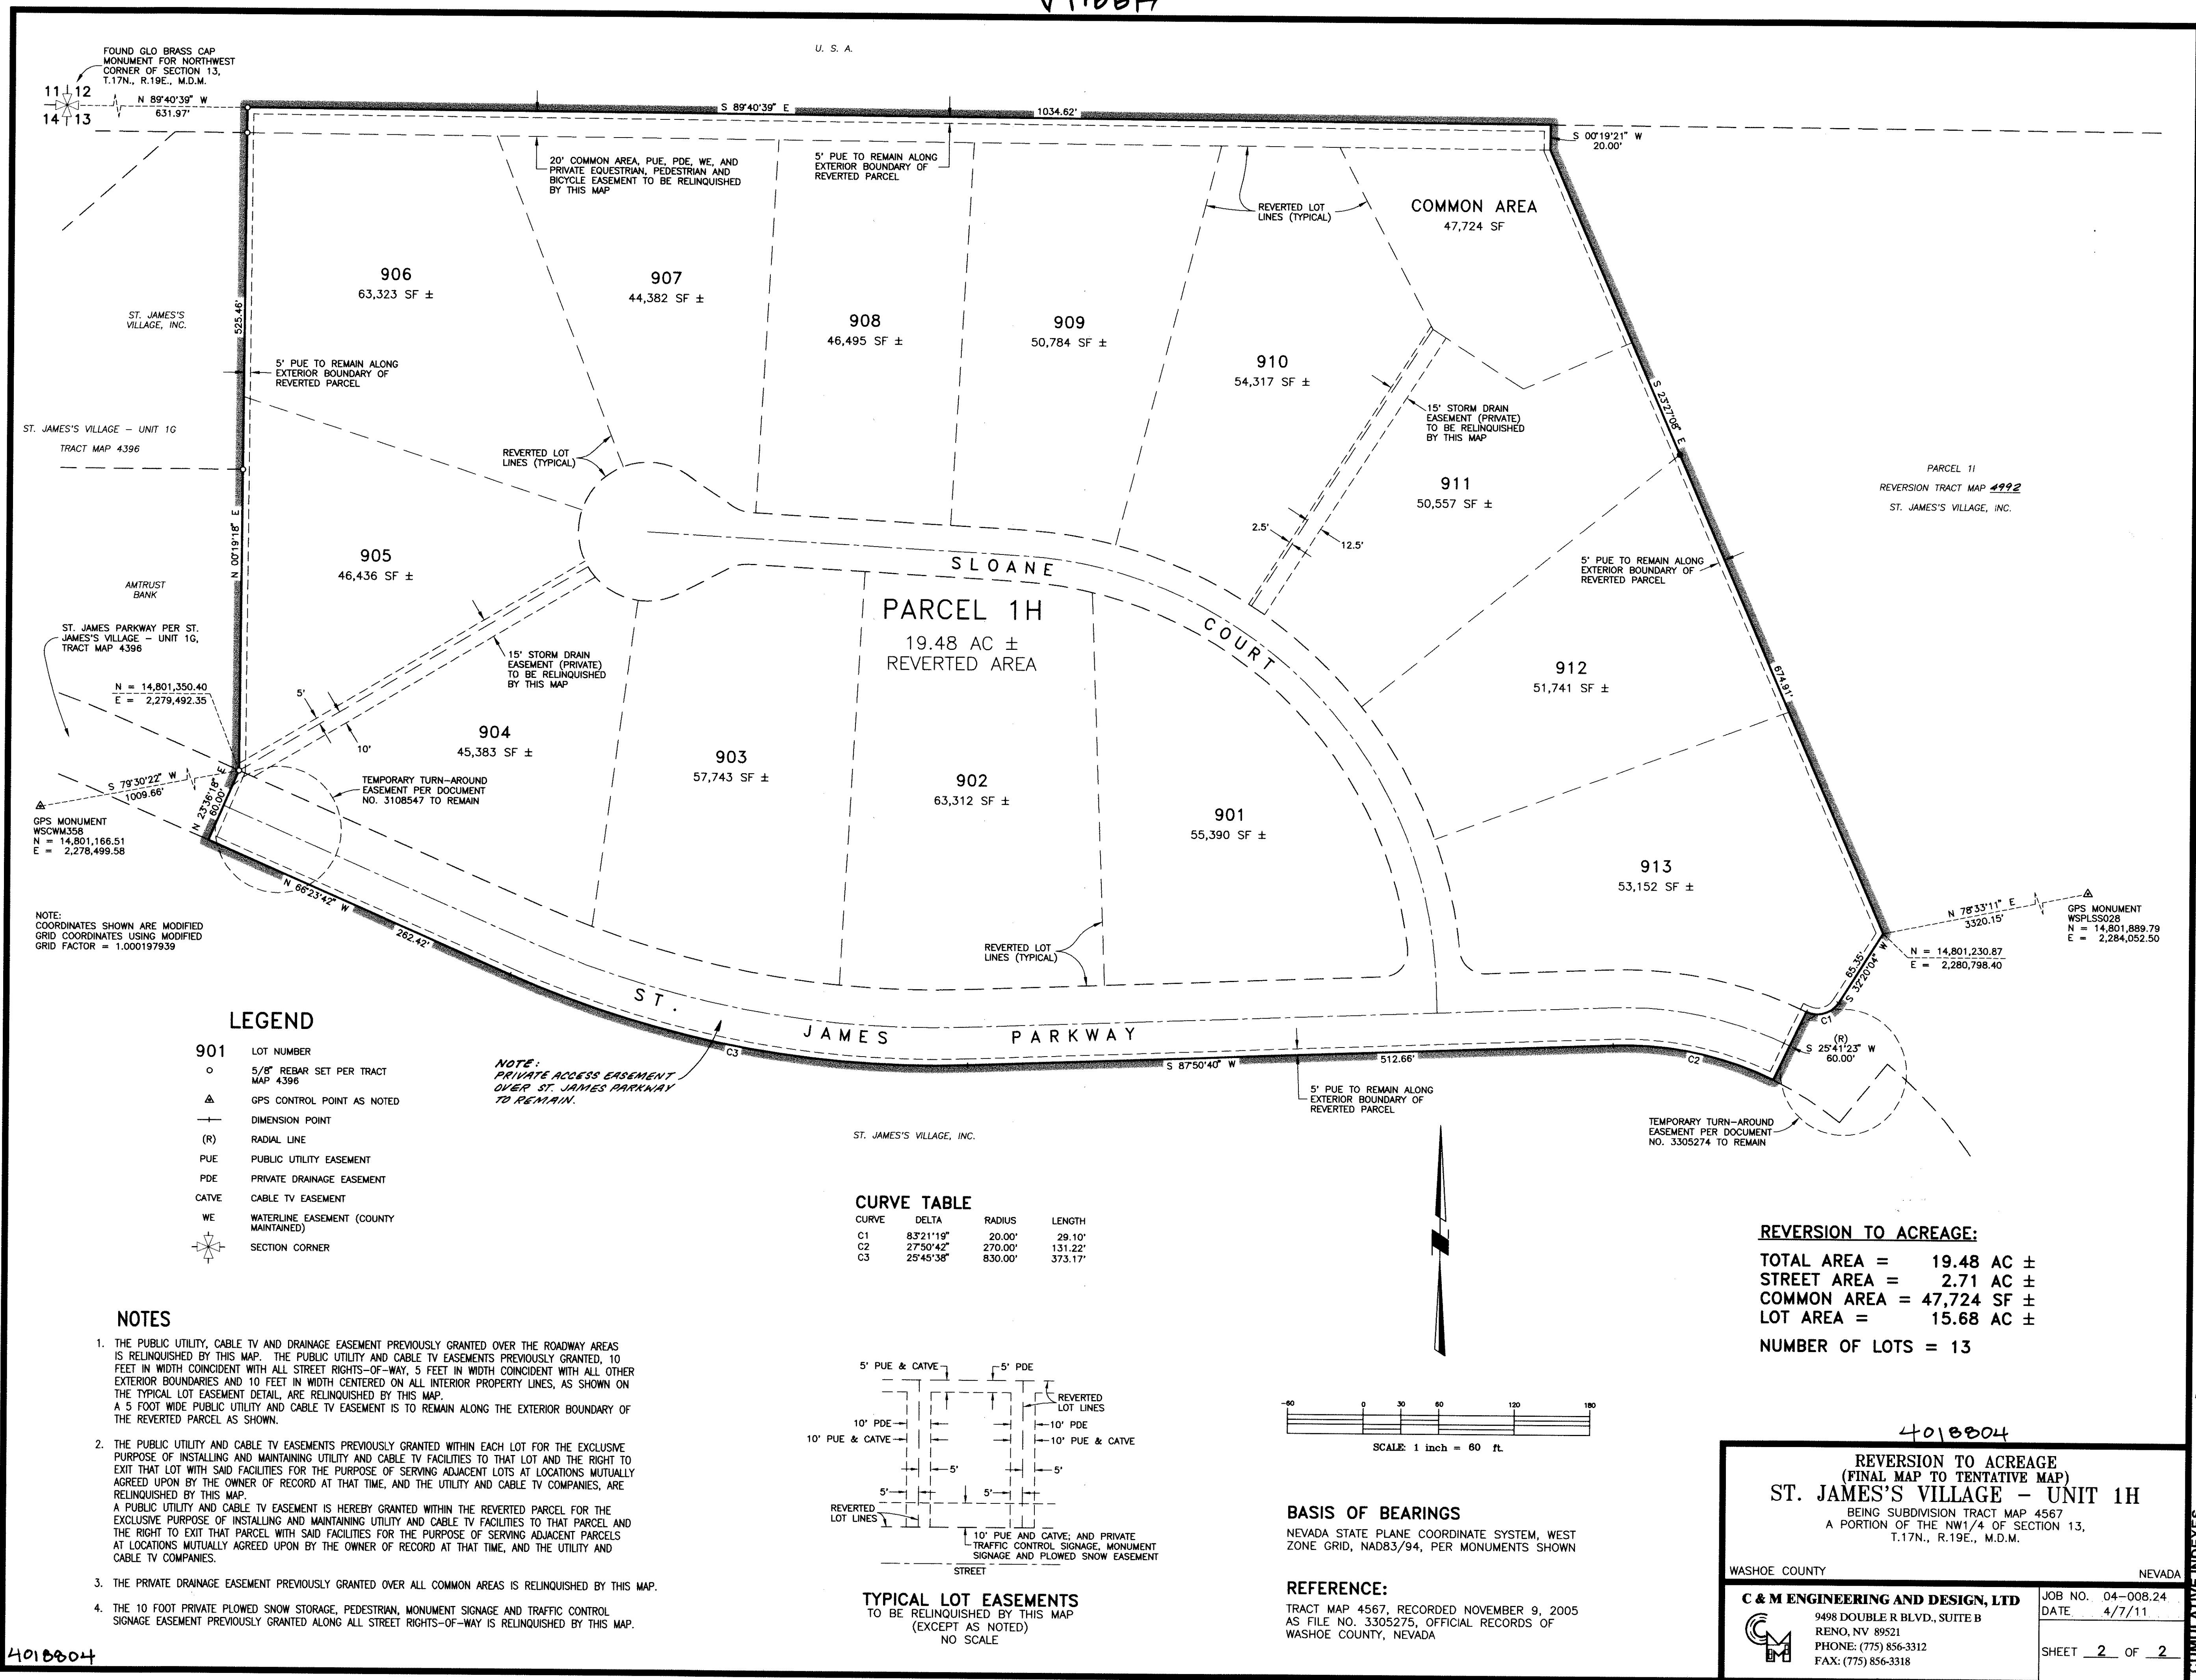 U. S. A.
FOUND GLO BRASS CAP
MONUMENT FOR NORTHWEST
CORNER OF SECTION 13,
T.17N., R.19E., M.D.M.
11 12
14 13
N 89°40'39" W
631.97'
S 89°40'39" E
1034.62'
S 00°19'21" W
20.00'
20' COMMON AREA, PUE, PDE, WE, AND
PRIVATE EQUESTRIAN, PEDESTRIAN AND
BICYCLE EASEMENT TO BE RELINQUISHED
BY THIS MAP
5' PUE TO REMAIN ALONG
EXTERIOR BOUNDARY OF
REVERTED PARCEL
REVERTED LOT
LINES (TYPICAL)
COMMON AREA
47,724 SF
906
63,323 SF ±
907
44,382 SF ±
908
46,495 SF ±
909
50,784 SF ±
910
54,317 SF ±
525.46'
ST. JAMES'S
VILLAGE, INC.
5' PUE TO REMAIN ALONG
EXTERIOR BOUNDARY OF
REVERTED PARCEL
S 23°27'08" E
15' STORM DRAIN
EASEMENT (PRIVATE)
TO BE RELINQUISHED
BY THIS MAP
ST. JAMES'S VILLAGE – UNIT 1G
TRACT MAP 4396
REVERTED LOT
LINES (TYPICAL)
911
50,557 SF ±
PARCEL 1I
REVERSION TRACT MAP 4992
ST. JAMES'S VILLAGE, INC.
N 00°19'18" E
2.5'
12.5'
905
46,436 SF ±
SLOANE
COURT
5' PUE TO REMAIN ALONG
EXTERIOR BOUNDARY OF
REVERTED PARCEL
AMTRUST
BANK
PARCEL 1H
19.48 AC ±
REVERTED AREA
ST. JAMES PARKWAY PER ST.
JAMES'S VILLAGE – UNIT 1G,
TRACT MAP 4396
15' STORM DRAIN
EASEMENT (PRIVATE)
TO BE RELINQUISHED
BY THIS MAP
912
51,741 SF ±
674.91'
N = 14,801,350.40
E = 2,279,492.35
5'
10'
904
45,383 SF ±
903
57,743 SF ±
902
63,312 SF ±
901
55,390 SF ±
913
53,152 SF ±
S 79°30'22" W
1009.66'
N 23°36'18" E
60.00'
TEMPORARY TURN–AROUND
EASEMENT PER DOCUMENT
NO. 3108547 TO REMAIN
GPS MONUMENT
WSCWM358
N = 14,801,166.51
E = 2,278,499.58
N 66°23'42" W
262.42'
NOTE:
COORDINATES SHOWN ARE MODIFIED
GRID COORDINATES USING MODIFIED
GRID FACTOR = 1.000197939
REVERTED LOT
LINES (TYPICAL)
N 78°33'11" E
3320.15'
GPS MONUMENT
WSPLSS028
N = 14,801,889.79
E = 2,284,052.50
N = 14,801,230.87
E = 2,280,798.40
65.35'
S 32°20'04" W
C1
(R)
S 25°41'23" W
60.00'
ST. JAMES PARKWAY
C3
S 87°50'40" W
512.66'
C2
NOTE:
PRIVATE ACCESS EASEMENT
OVER ST. JAMES PARKWAY
TO REMAIN.
5' PUE TO REMAIN ALONG
EXTERIOR BOUNDARY OF
REVERTED PARCEL
TEMPORARY TURN–AROUND
EASEMENT PER DOCUMENT
NO. 3305274 TO REMAIN
ST. JAMES'S VILLAGE, INC.
LEGEND
901 LOT NUMBER
5/8" REBAR SET PER TRACT
MAP 4396
GPS CONTROL POINT AS NOTED
DIMENSION POINT
(R) RADIAL LINE
PUE PUBLIC UTILITY EASEMENT
PDE PRIVATE DRAINAGE EASEMENT
CATVE CABLE TV EASEMENT
WE WATERLINE EASEMENT (COUNTY
MAINTAINED)
SECTION CORNER
CURVE TABLE
CURVE DELTA RADIUS LENGTH
C1 83°21'19" 20.00' 29.10'
C2 27°50'42" 270.00' 131.22'
C3 25°45'38" 830.00' 373.17'
REVERSION TO ACREAGE:
TOTAL AREA = 19.48 AC ±
STREET AREA = 2.71 AC ±
COMMON AREA = 47,724 SF ±
LOT AREA = 15.68 AC ±
NUMBER OF LOTS = 13
NOTES
1. THE PUBLIC UTILITY, CABLE TV AND DRAINAGE EASEMENT PREVIOUSLY GRANTED OVER THE ROADWAY AREAS
IS RELINQUISHED BY THIS MAP. THE PUBLIC UTILITY AND CABLE TV EASEMENTS PREVIOUSLY GRANTED, 10
FEET IN WIDTH COINCIDENT WITH ALL STREET RIGHTS–OF–WAY, 5 FEET IN WIDTH COINCIDENT WITH ALL OTHER
EXTERIOR BOUNDARIES AND 10 FEET IN WIDTH CENTERED ON ALL INTERIOR PROPERTY LINES, AS SHOWN ON
THE TYPICAL LOT EASEMENT DETAIL, ARE RELINQUISHED BY THIS MAP.
A 5 FOOT WIDE PUBLIC UTILITY AND CABLE TV EASEMENT IS TO REMAIN ALONG THE EXTERIOR BOUNDARY OF
THE REVERTED PARCEL AS SHOWN.
2. THE PUBLIC UTILITY AND CABLE TV EASEMENTS PREVIOUSLY GRANTED WITHIN EACH LOT FOR THE EXCLUSIVE
PURPOSE OF INSTALLING AND MAINTAINING UTILITY AND CABLE TV FACILITIES TO THAT LOT AND THE RIGHT TO
EXIT THAT LOT WITH SAID FACILITIES FOR THE PURPOSE OF SERVING ADJACENT LOTS AT LOCATIONS MUTUALLY
AGREED UPON BY THE OWNER OF RECORD AT THAT TIME, AND THE UTILITY AND CABLE TV COMPANIES, ARE
RELINQUISHED BY THIS MAP.
A PUBLIC UTILITY AND CABLE TV EASEMENT IS HEREBY GRANTED WITHIN THE REVERTED PARCEL FOR THE
EXCLUSIVE PURPOSE OF INSTALLING AND MAINTAINING UTILITY AND CABLE TV FACILITIES TO THAT PARCEL AND
THE RIGHT TO EXIT THAT PARCEL WITH SAID FACILITIES FOR THE PURPOSE OF SERVING ADJACENT PARCELS
AT LOCATIONS MUTUALLY AGREED UPON BY THE OWNER OF RECORD AT THAT TIME, AND THE UTILITY AND
CABLE TV COMPANIES.
3. THE PRIVATE DRAINAGE EASEMENT PREVIOUSLY GRANTED OVER ALL COMMON AREAS IS RELINQUISHED BY THIS MAP.
4. THE 10 FOOT PRIVATE PLOWED SNOW STORAGE, PEDESTRIAN, MONUMENT SIGNAGE AND TRAFFIC CONTROL
SIGNAGE EASEMENT PREVIOUSLY GRANTED ALONG ALL STREET RIGHTS–OF–WAY IS RELINQUISHED BY THIS MAP.
4018804
5' PUE & CATVE
5' PDE
REVERTED
LOT LINES
10' PDE
10' PDE
10' PUE & CATVE
10' PUE & CATVE
5'
5'
5'
5'
REVERTED
LOT LINES
10' PUE AND CATVE; AND PRIVATE
TRAFFIC CONTROL SIGNAGE, MONUMENT
SIGNAGE AND PLOWED SNOW EASEMENT
STREET
TYPICAL LOT EASEMENTS
TO BE RELINQUISHED BY THIS MAP
(EXCEPT AS NOTED)
NO SCALE
-60 0 30 60 120 180
SCALE: 1 inch = 60 ft.
BASIS OF BEARINGS
NEVADA STATE PLANE COORDINATE SYSTEM, WEST
ZONE GRID, NAD83/94, PER MONUMENTS SHOWN
REFERENCE:
TRACT MAP 4567, RECORDED NOVEMBER 9, 2005
AS FILE NO. 3305275, OFFICIAL RECORDS OF
WASHOE COUNTY, NEVADA
4018804
REVERSION TO ACREAGE
(FINAL MAP TO TENTATIVE MAP)
ST. JAMES'S VILLAGE – UNIT 1H
BEING SUBDIVISION TRACT MAP 4567
A PORTION OF THE NW1/4 OF SECTION 13,
T.17N., R.19E., M.D.M.
WASHOE COUNTY NEVADA
C & M ENGINEERING AND DESIGN, LTD
9498 DOUBLE R BLVD., SUITE B
RENO, NV 89521
PHONE: (775) 856-3312
FAX: (775) 856-3318
JOB NO. 04–008.24
DATE 4/7/11
SHEET 2 OF 2